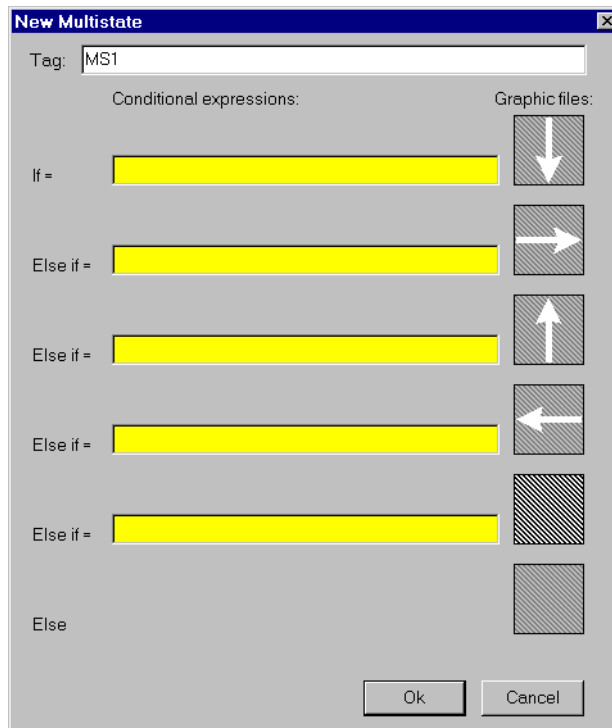 New Multistate
Tag: MS1
Conditional expressions: Graphic files:
If =
Else if =
Else if =
Else if =
Else if =
Else
Ok Cancel